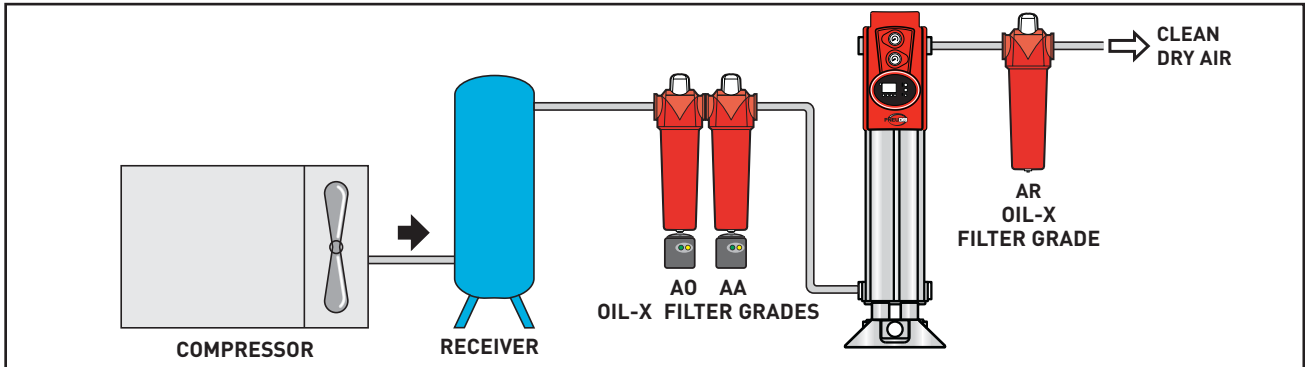 CLEAN
DRY AIR
AR
OIL-X
FILTER GRADE
AO AA
OIL-X FILTER GRADES
COMPRESSOR
RECEIVER